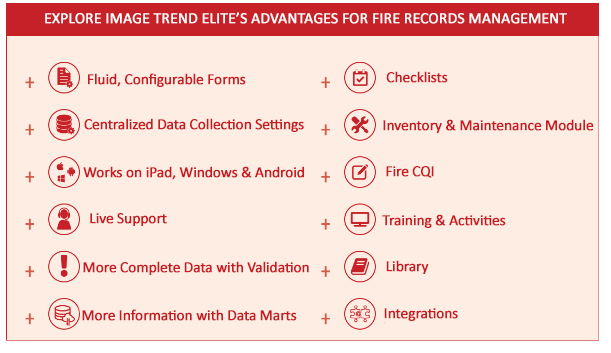 EXPLORE IMAGE TREND ELITE'S ADVANTAGES FOR FIRE RECORDS MANAGEMENT
+ Fluid, Configurable Forms
+ Centralized Data Collection Settings
+ Works on iPad, Windows & Android
+ Live Support
+ More Complete Data with Validation
+ More Information with Data Marts
+ Checklists
+ Inventory & Maintenance Module
+ Fire CQI
+ Training & Activities
+ Library
+ Integrations